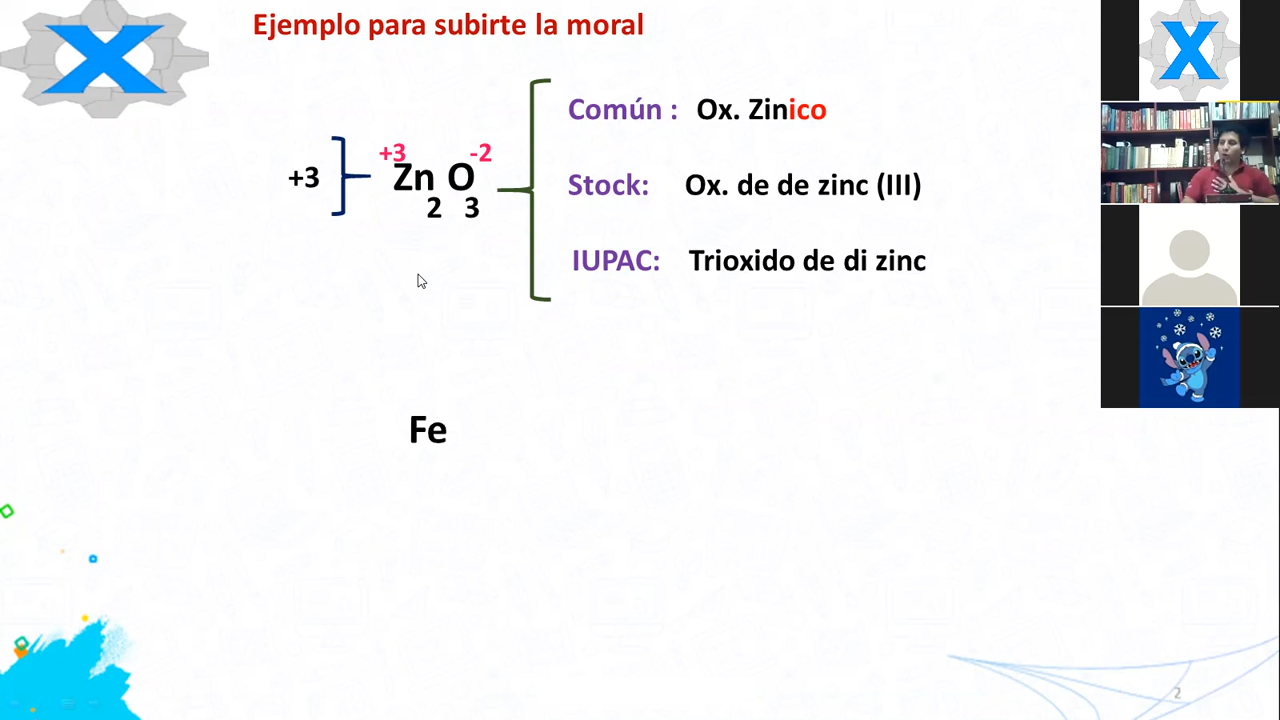 Ejemplo para subirte la moral
Común : Ox. Zinico
+3 -2
+3 Zn O
2 3
Stock: Ox. de de zinc (III)
IUPAC: Trioxido de di zinc
Fe
2
X
X